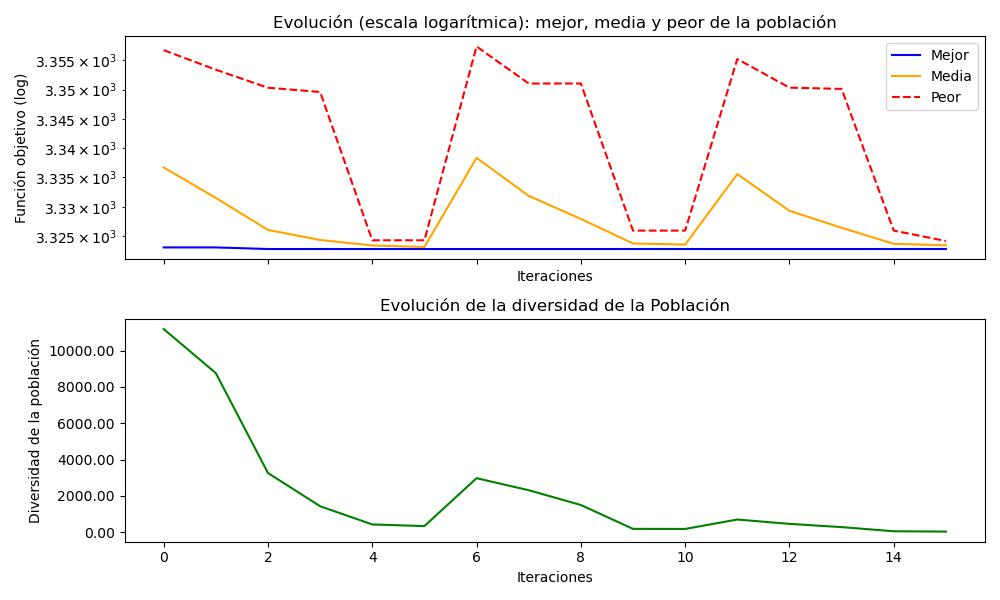 Evolución (escala logarítmica): mejor, media y peor de la población
Función objetivo (log)
3.355 × 10³
3.35 × 10³
3.345 × 10³
3.34 × 10³
3.335 × 10³
3.33 × 10³
3.325 × 10³
Mejor
Media
Peor
Iteraciones
Evolución de la diversidad de la Población
Diversidad de la población
10000.00
8000.00
6000.00
4000.00
2000.00
0.00
0 2 4 6 8 10 12 14
Iteraciones